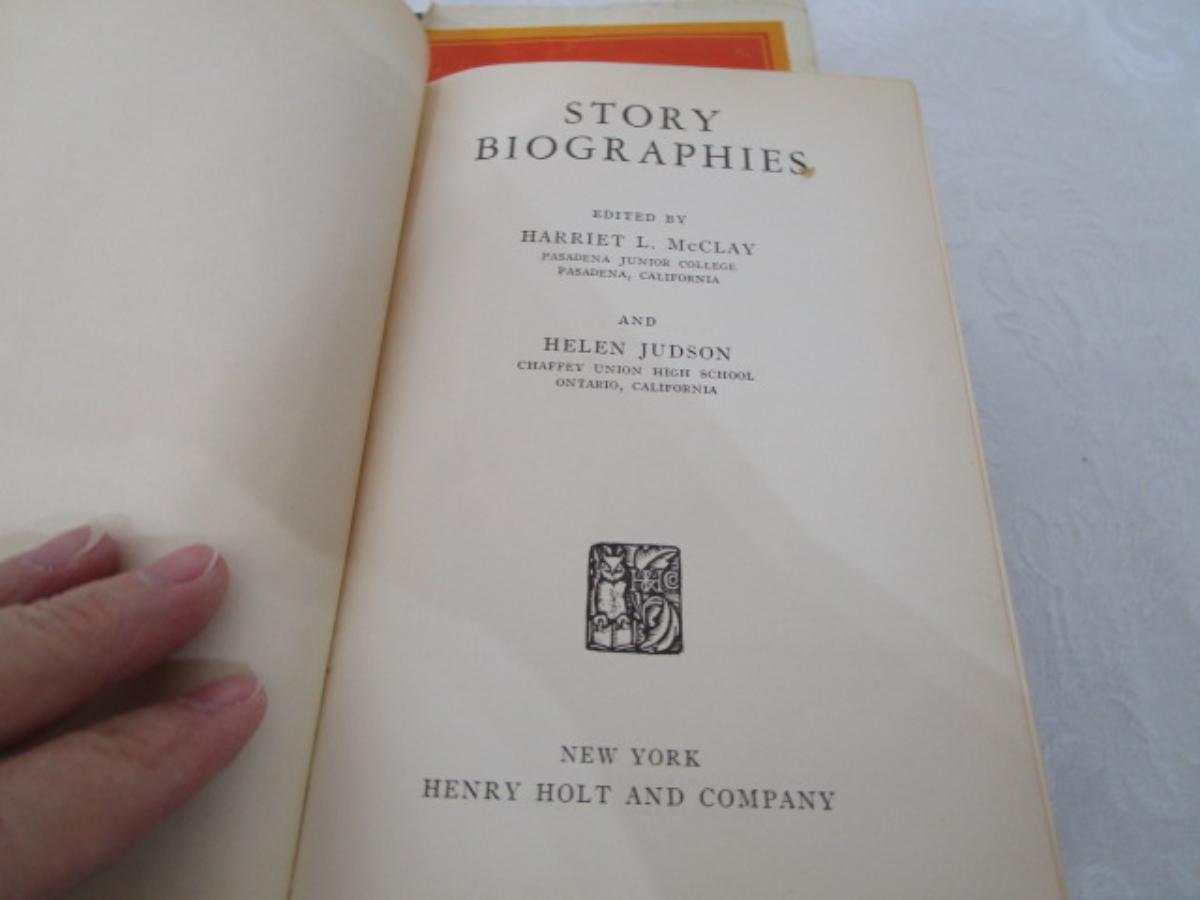 STORY
BIOGRAPHIES
EDITED BY
HARRIET L. McCLAY
PASADENA JUNIOR COLLEGE
PASADENA, CALIFORNIA
AND
HELEN JUDSON
CHAFFEY UNION HIGH SCHOOL
ONTARIO, CALIFORNIA
NEW YORK
HENRY HOLT AND COMPANY